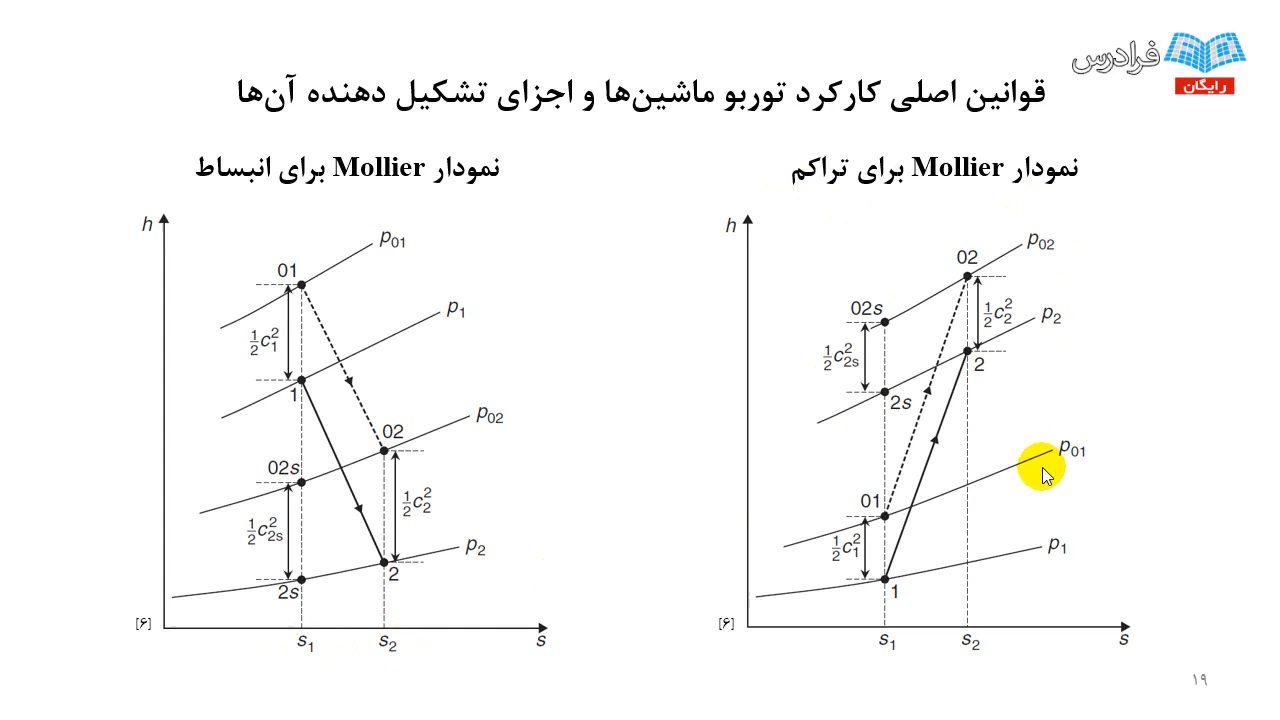 فرادرس
رایگان
قوانین اصلی کارکرد توربو ماشین‌ها و اجزای تشکیل دهنده آن‌ها
نمودار Mollier برای تراکم
h
p02
02
02s
½c2²
p2
½c2s²
2
2s
p01
01
½c1²
p1
1
[۶]
s1
s2
s
نمودار Mollier برای انبساط
h
p01
01
p1
½c1²
1
p02
02
02s
½c2²
½c2s²
p2
2
2s
[۶]
s1
s2
s
۱۹